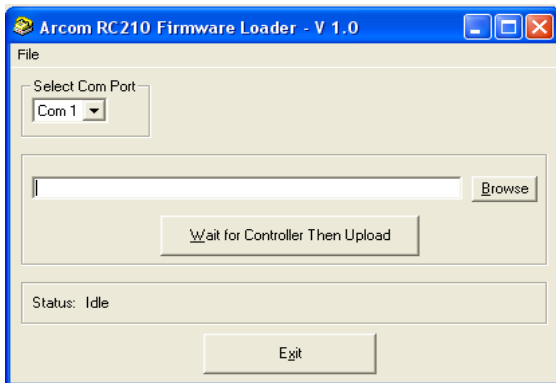 Arcom RC210 Firmware Loader - V 1.0
File
Select Com Port
Com 1
Browse
Wait for Controller Then Upload
Status: Idle
Exit